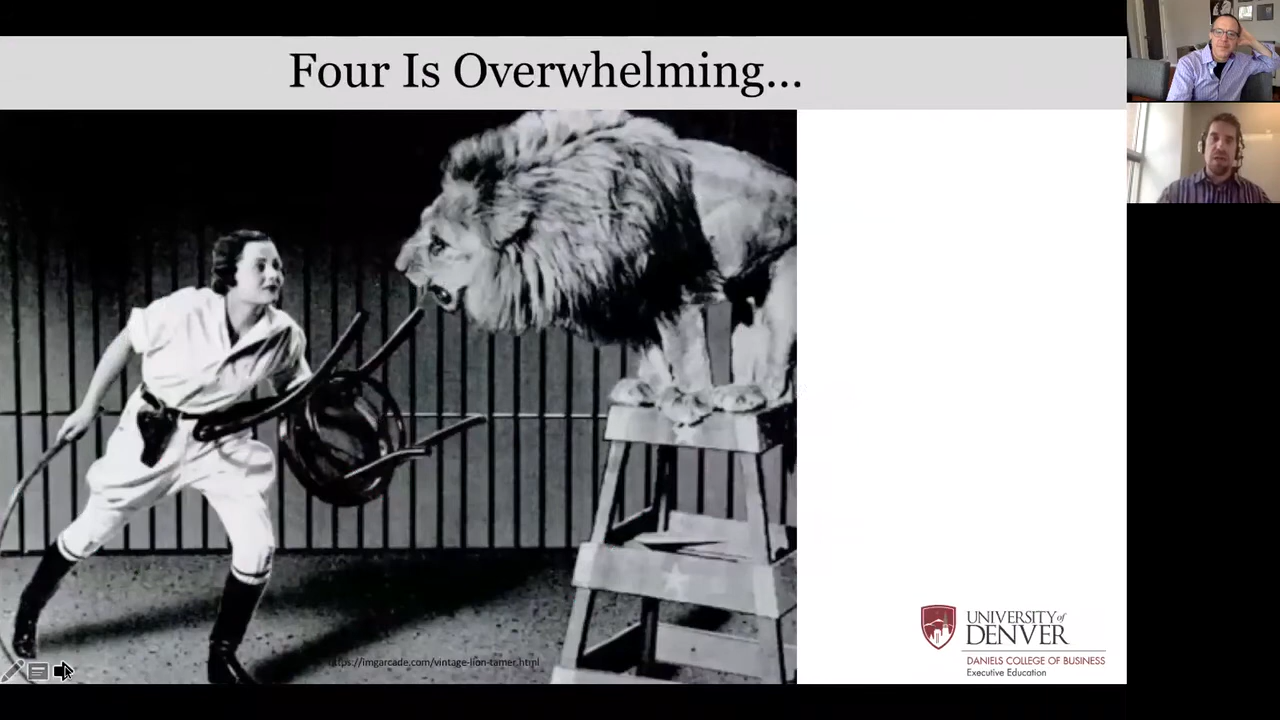 Four Is Overwhelming...
https://imgarcade.com/vintage-lion-tamer.html
UNIVERSITY of
DENVER
DANIELS COLLEGE OF BUSINESS
Executive Education